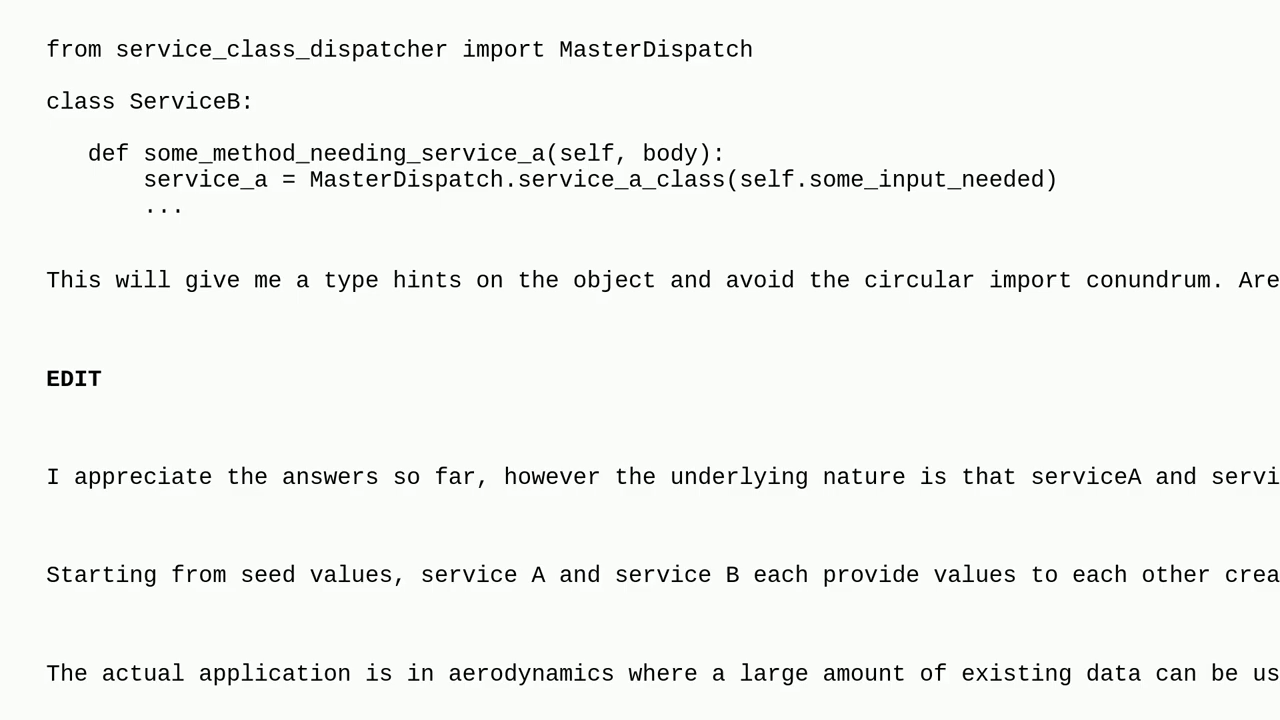 from service_class_dispatcher import MasterDispatch
class ServiceB:
def some_method_needing_service_a(self, body):
service_a = MasterDispatch.service_a_class(self.some_input_needed)
...
This will give me a type hints on the object and avoid the circular import conundrum. Are
EDIT
I appreciate the answers so far, however the underlying nature is that serviceA and servi
Starting from seed values, service A and service B each provide values to each other crea
The actual application is in aerodynamics where a large amount of existing data can be us